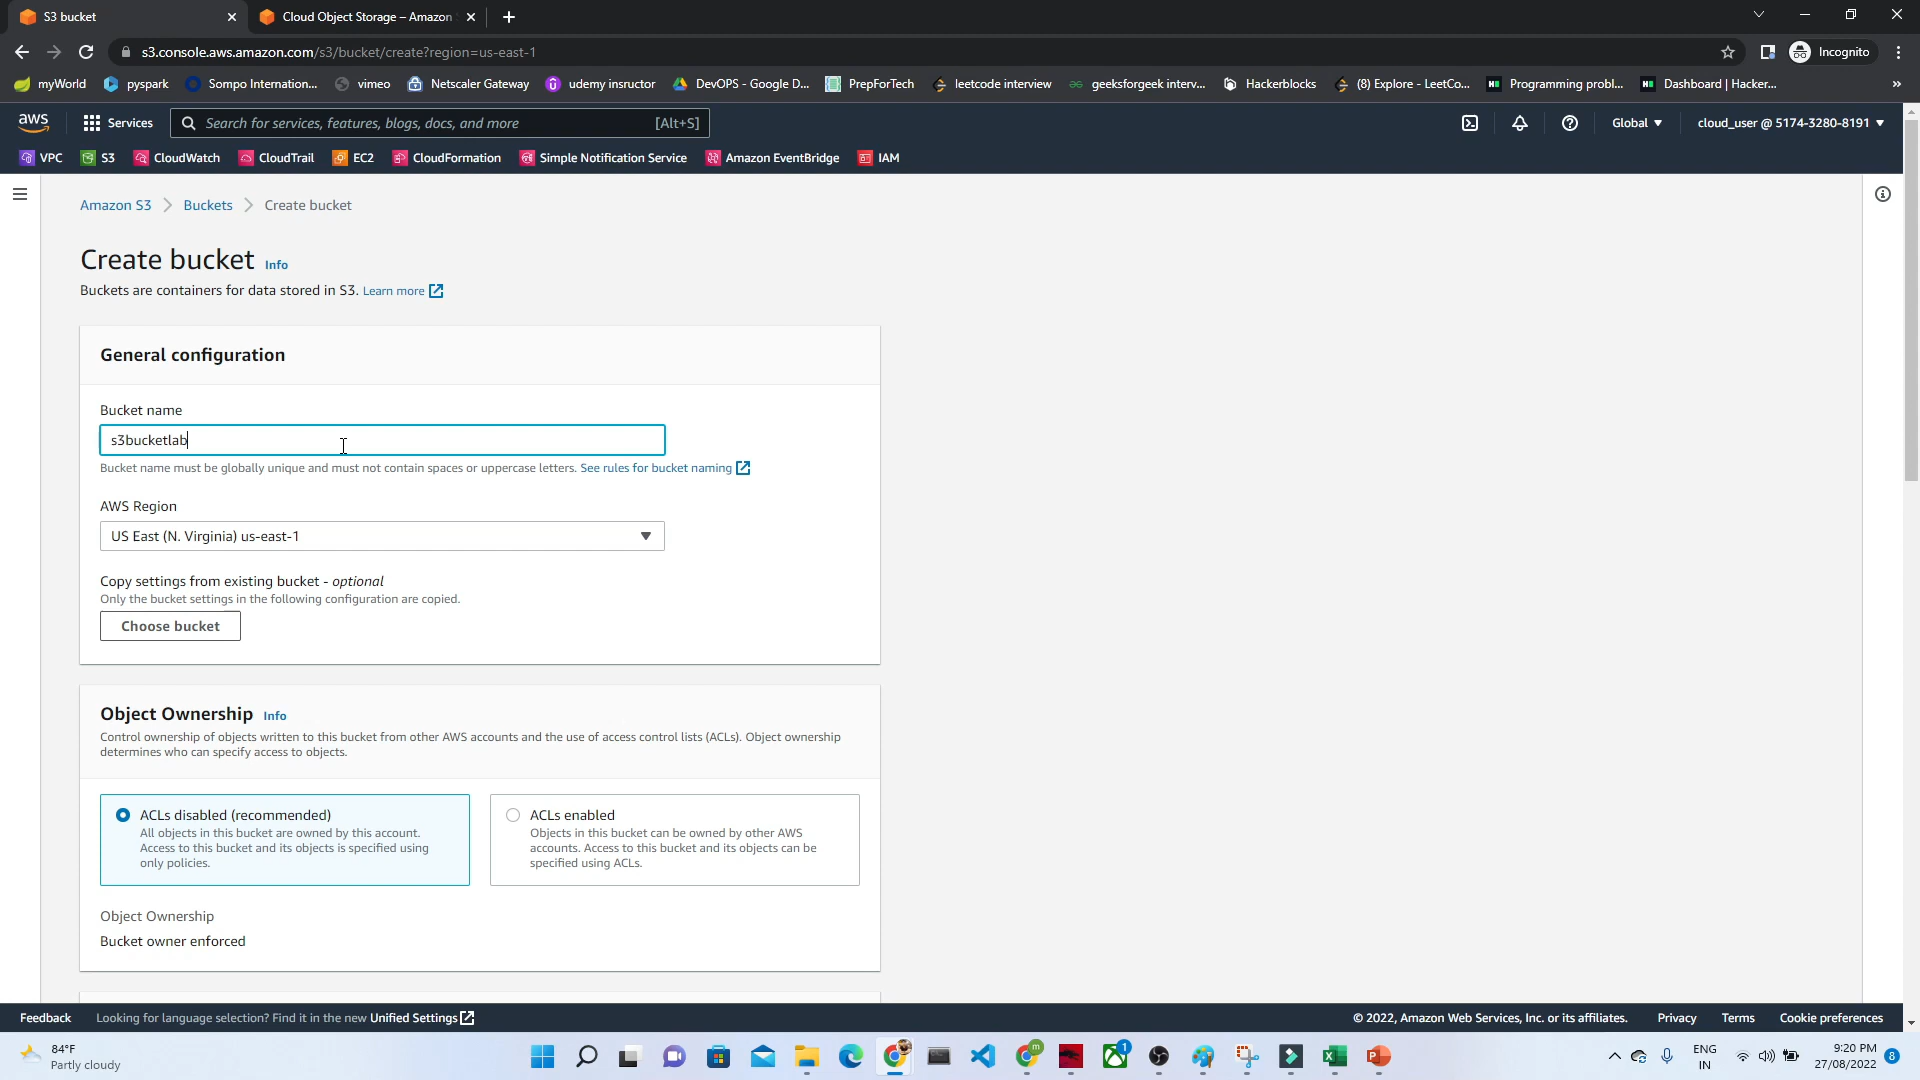 S3 bucket
Cloud Object Storage – Amazon
s3.console.aws.amazon.com/s3/bucket/create?region=us-east-1
Incognito
myWorld
pyspark
Sompo Internation...
vimeo
Netscaler Gateway
udemy insructor
DevOPS - Google D...
PrepForTech
leetcode interview
geeksforgeek interv...
Hackerblocks
(8) Explore - LeetCo...
Programming probl...
Dashboard | Hacker...
»
aws
Services
Search for services, features, blogs, docs, and more
[Alt+S]
Global
cloud_user @ 5174-3280-8191
VPC
S3
CloudWatch
CloudTrail
EC2
CloudFormation
Simple Notification Service
Amazon EventBridge
IAM
Amazon S3
Buckets
Create bucket
Create bucket Info
Buckets are containers for data stored in S3. Learn more
General configuration
Bucket name
s3bucketlab
Bucket name must be globally unique and must not contain spaces or uppercase letters. See rules for bucket naming
AWS Region
US East (N. Virginia) us-east-1
Copy settings from existing bucket - optional
Only the bucket settings in the following configuration are copied.
Choose bucket
Object Ownership Info
Control ownership of objects written to this bucket from other AWS accounts and the use of access control lists (ACLs). Object ownership
determines who can specify access to objects.
ACLs disabled (recommended)
All objects in this bucket are owned by this account.
Access to this bucket and its objects is specified using
only policies.
ACLs enabled
Objects in this bucket can be owned by other AWS
accounts. Access to this bucket and its objects can be
specified using ACLs.
Object Ownership
Bucket owner enforced
Feedback
Looking for language selection? Find it in the new Unified Settings
© 2022, Amazon Web Services, Inc. or its affiliates.
Privacy
Terms
Cookie preferences
84°F
Partly cloudy
1
ENG
IN
9:20 PM
27/08/2022
8